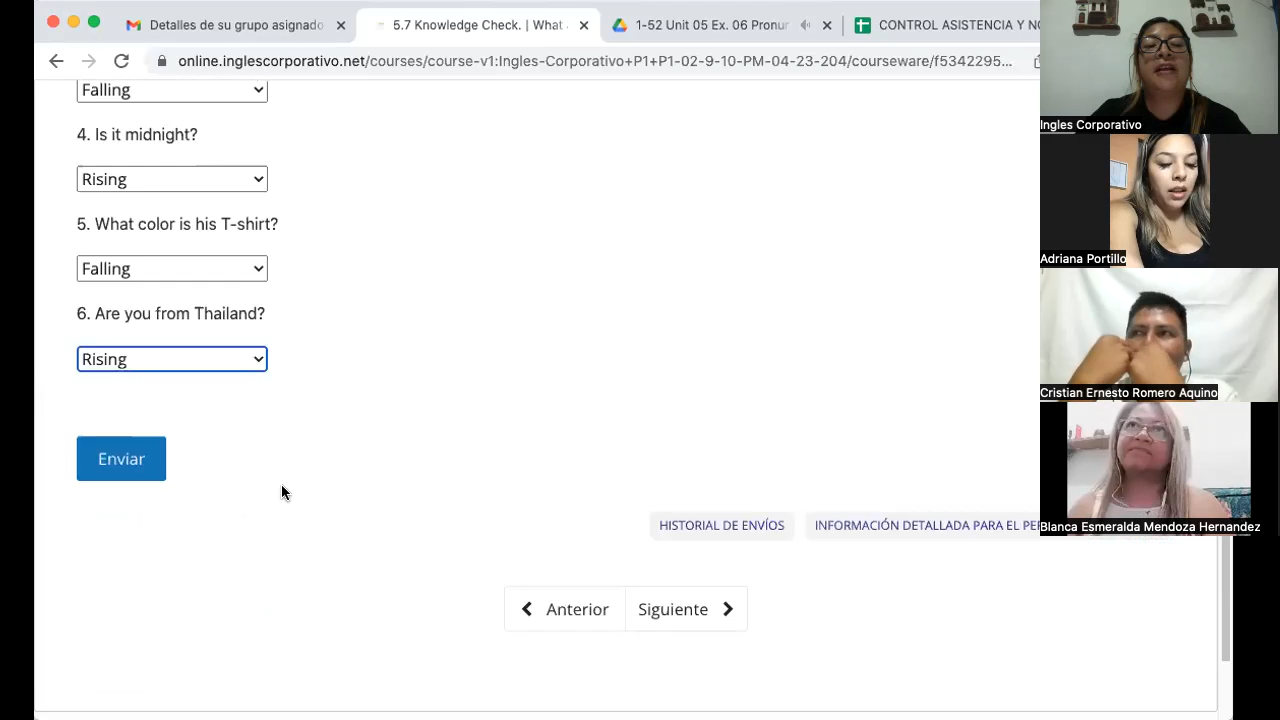 Detalles de su grupo asignado
5.7 Knowledge Check. | What
1-52 Unit 05 Ex. 06 Pronur
CONTROL ASISTENCIA Y NO
online.inglescorporativo.net/courses/course-v1:Ingles-Corporativo+P1+P1-02-9-10-PM-04-23-204/courseware/f5342295...
Falling
4. Is it midnight?
Rising
5. What color is his T-shirt?
Falling
6. Are you from Thailand?
Rising
Enviar
HISTORIAL DE ENVÍOS
INFORMACIÓN DETALLADA PARA EL PE
Anterior
Siguiente
Ingles Corporativo
Adriana Portillo
Cristian Ernesto Romero Aquino
Blanca Esmeralda Mendoza Hernandez